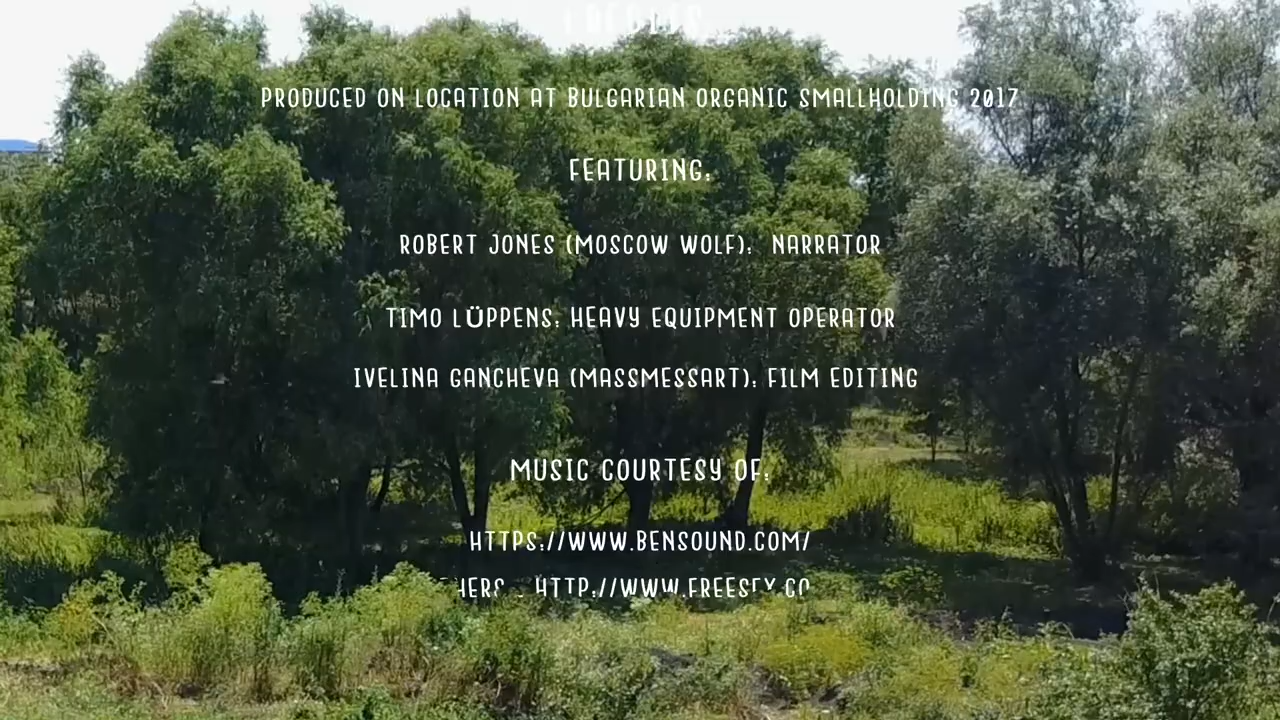 PRODUCED ON LOCATION AT BULGARIAN ORGANIC SMALLHOLDING 2017
FEATURING:
ROBERT JONES (MOSCOW WOLF): NARRATOR
TIMO LÜPPENS: HEAVY EQUIPMENT OPERATOR
IVELINA GANCHEVA (MASSMESSART): FILM EDITING
MUSIC COURTESY OF:
HTTPS://WWW.BENSOUND.COM/